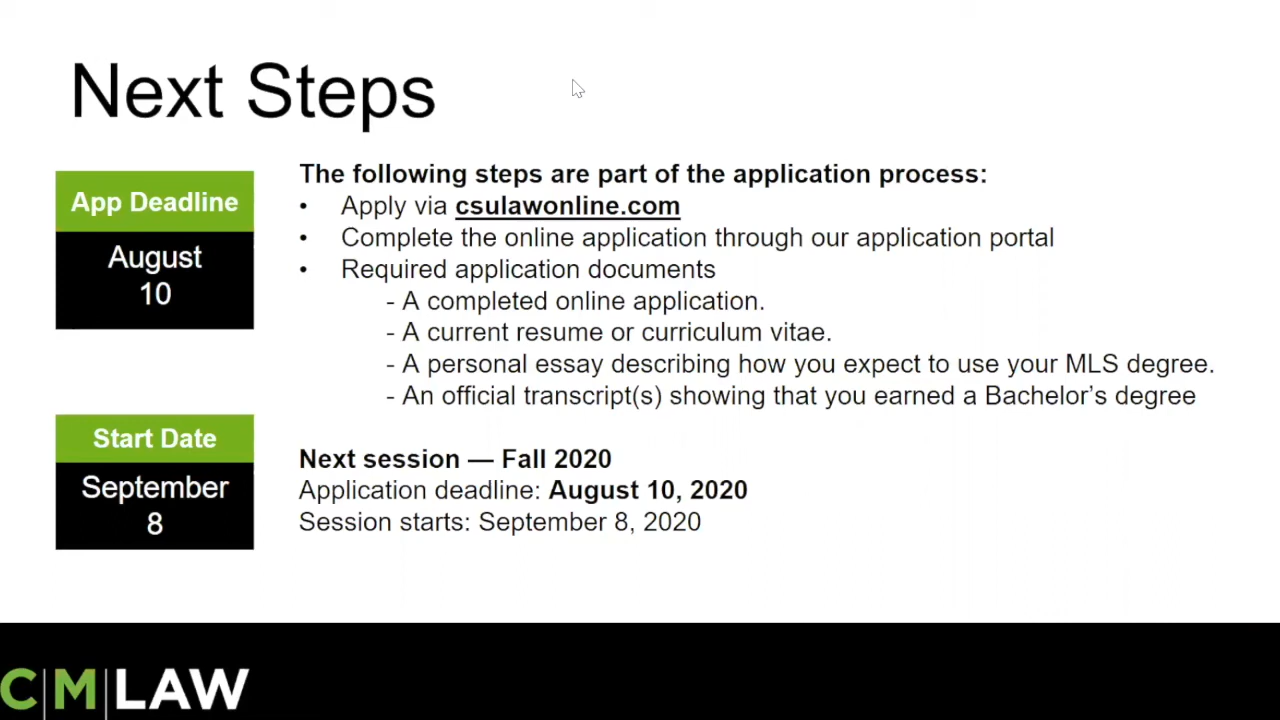 Next Steps
App Deadline
August
10
The following steps are part of the application process:
• Apply via csulawonline.com
• Complete the online application through our application portal
• Required application documents
- A completed online application.
- A current resume or curriculum vitae.
- A personal essay describing how you expect to use your MLS degree.
- An official transcript(s) showing that you earned a Bachelor’s degree
Start Date
September
8
Next session — Fall 2020
Application deadline: August 10, 2020
Session starts: September 8, 2020
C|M|LAW